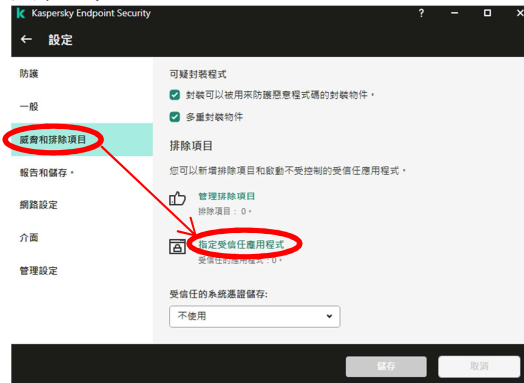 Kaspersky Endpoint Security
設定
防護
一般
威脅和排除項目
報告和儲存。
網路設定
介面
管理設定
可疑封裝程式
封裝可以被用來防護惡意程式碼的封裝物件。
多重封裝物件
排除項目
您可以新增排除項目和啟動不受控制的受信任應用程式。
管理排除項目
排除項目： 0。
指定受信任應用程式
受信任的應用程式：0。
受信任的系統憑證儲存:
不使用
儲存
取消